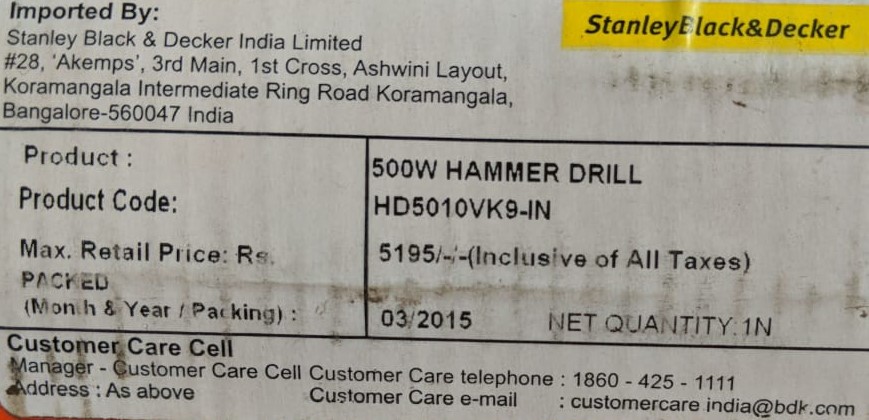 Imported By:
StanleyBlack&Decker
Stanley Black & Decker India Limited
#28, 'Akemps', 3rd Main, 1st Cross, Ashwini Layout,
Koramangala Intermediate Ring Road Koramangala,
Bangalore-560047 India
Product : 500W HAMMER DRILL
Product Code: HD5010VK9-IN
Max. Retail Price: Rs. 5195/-/-(Inclusive of All Taxes)
PACKED
(Month & Year / Packing) : 03/2015 NET QUANTITY:1N
Customer Care Cell
Manager - Customer Care Cell Customer Care telephone : 1860 - 425 - 1111
Address : As above Customer Care e-mail : customercare india@bdk.com